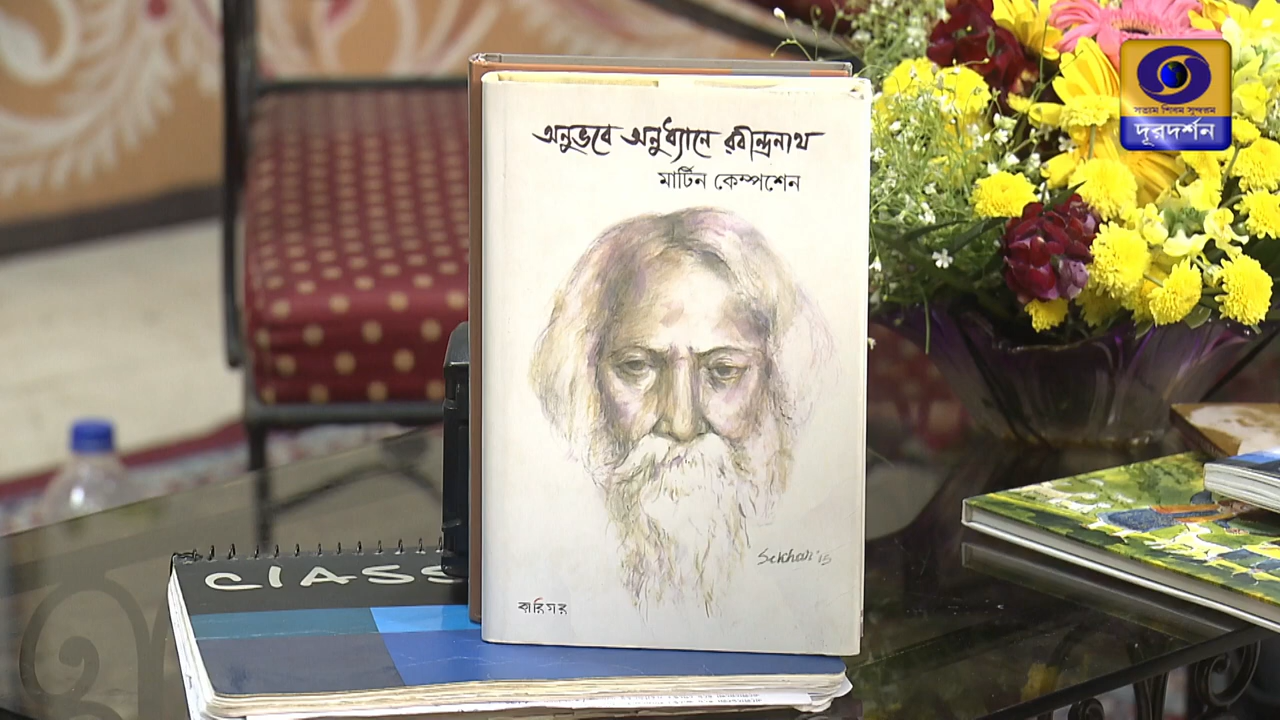 অনুভবে অনুধ্যানে রবীন্দ্রনাথ
মার্টিন কেম্পশেন
Sekhar '15
কারিগর
CLASS
সত্যম শিবম সুন্দরম
দূরদর্শন